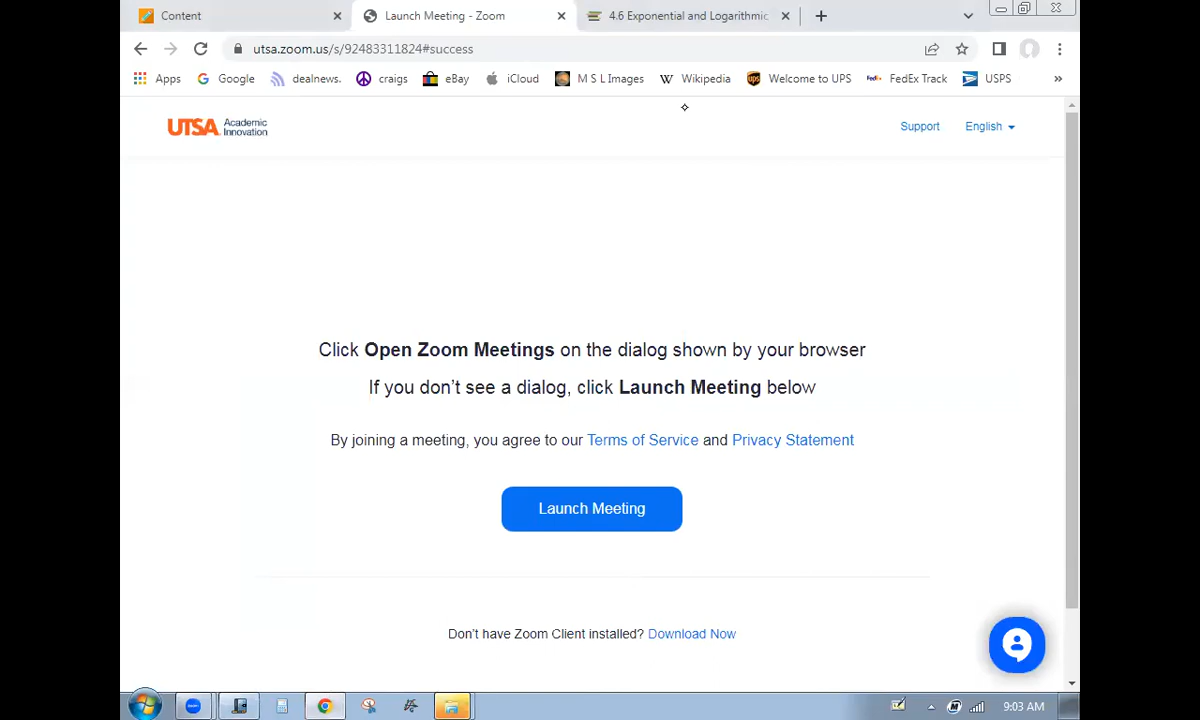 Content
Launch Meeting - Zoom
4.6 Exponential and Logarithmic
utsa.zoom.us/s/92483311824#success
Apps
Google
dealnews.
craigs
eBay
iCloud
M S L Images
Wikipedia
Welcome to UPS
FedEx Track
USPS
»
UTSA Academic Innovation
Support
English
Click Open Zoom Meetings on the dialog shown by your browser
If you don't see a dialog, click Launch Meeting below
By joining a meeting, you agree to our Terms of Service and Privacy Statement
Launch Meeting
Don't have Zoom Client installed? Download Now
9:03 AM